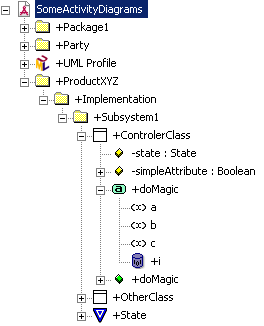 SomeActivityDiagrams
+Package1
+Party
+UML Profile
+ProductXYZ
+Implementation
+Subsystem1
+ControlerClass
-state : State
-simpleAttribute : Boolean
+doMagic
(x) a
(x) b
(x) c
+i
+doMagic
+OtherClass
+State